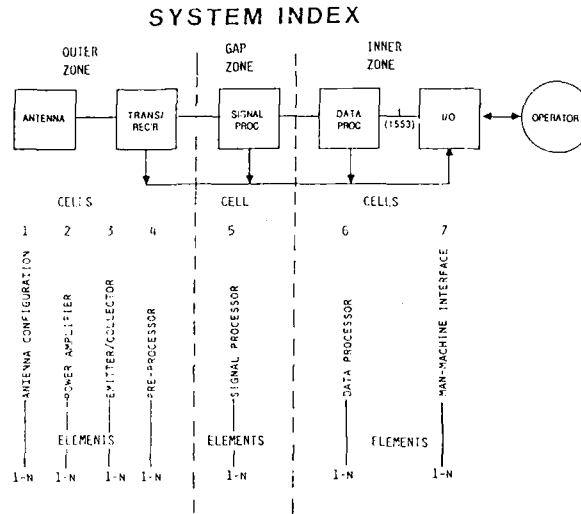 SYSTEM INDEX
OUTER ZONE
GAP ZONE
INNER ZONE
ANTENNA
TRANS/ REC'R
SIGNAL PROC
DATA PROC
(1553)
I/O
OPERATOR
CELLS
CELL
CELLS
1 2 3 4 5 6 7
ANTENNA CONFIGURATION
POWER AMPLIFIER
EMITTER/COLLECTOR
PRE-PROCESSOR
SIGNAL PROCESSOR
DATA PROCESSOR
MAN-MACHINE INTERFACE
ELEMENTS
ELEMENTS
ELEMENTS
1-N 1-N 1-N 1-N 1-N 1-N 1-N